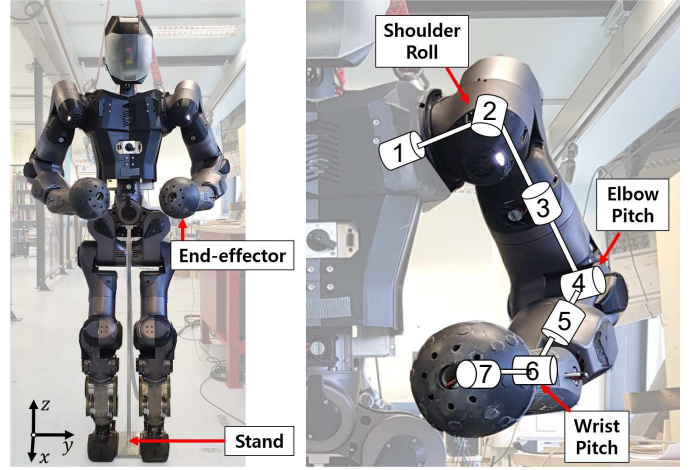 End-effector
Stand
z
y
x
Shoulder
Roll
1
2
3
Elbow
Pitch
4
5
6
7
Wrist
Pitch